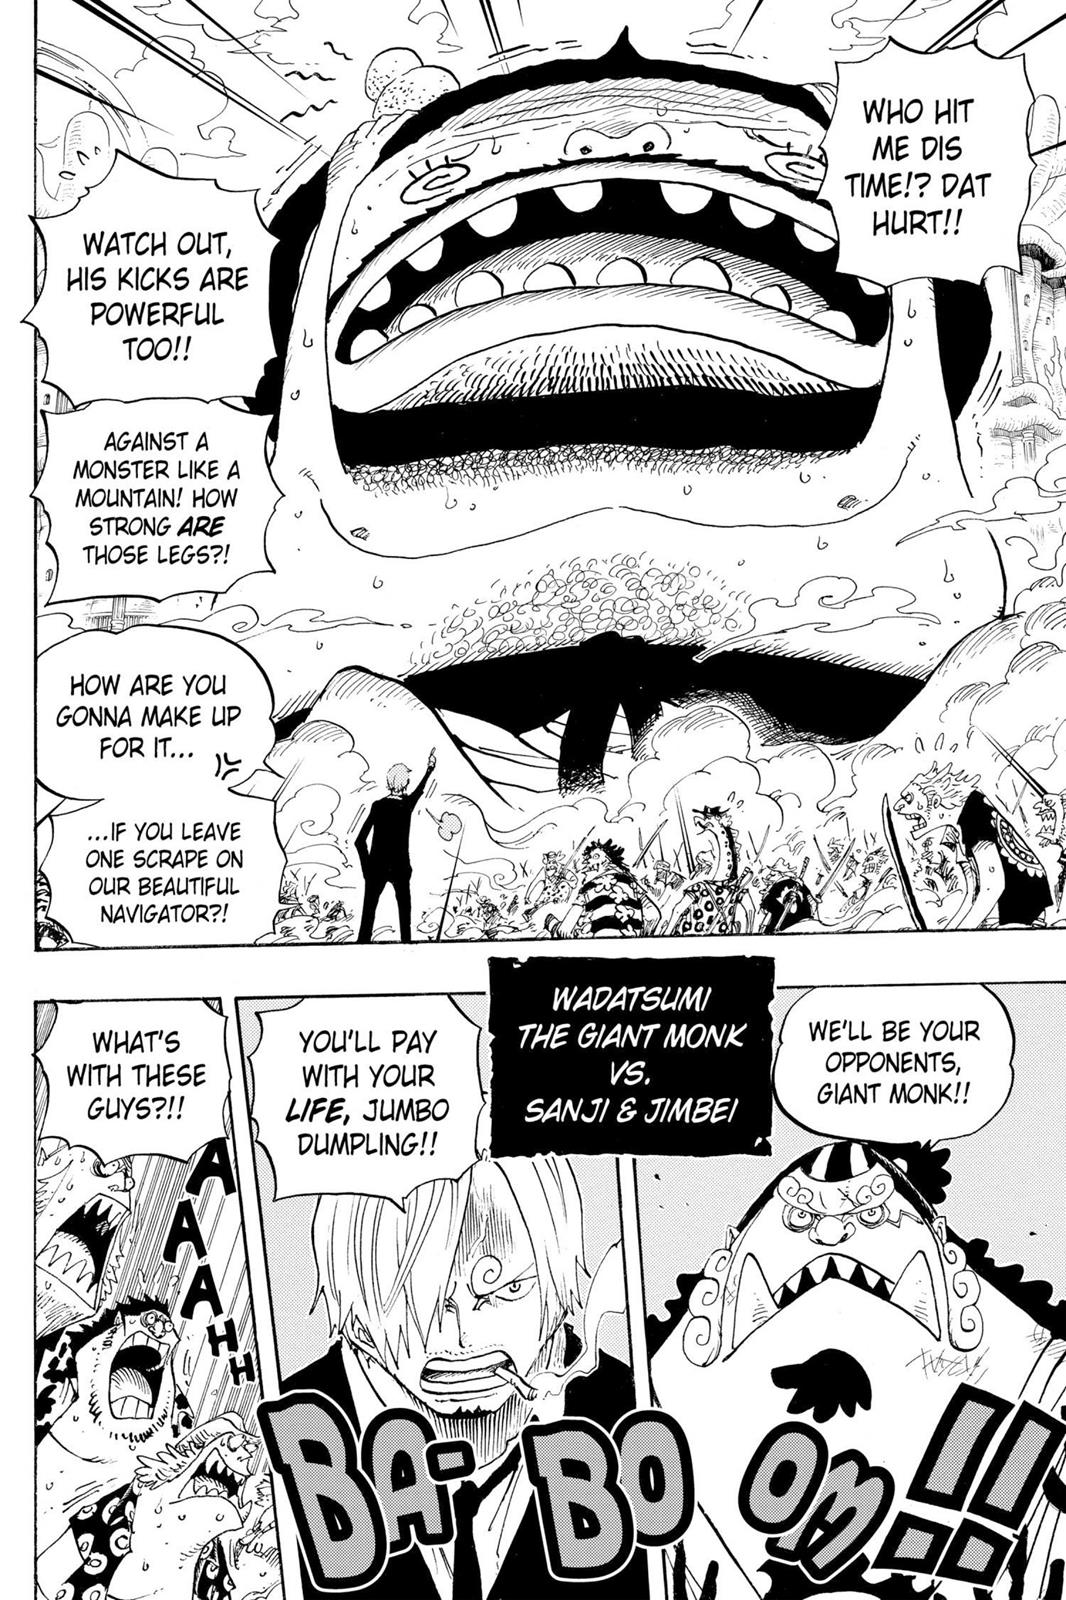 WHO HIT
ME DIS
TIME!? DAT
HURT!!
WATCH OUT,
HIS KICKS ARE
POWERFUL
TOO!!
AGAINST A
MONSTER LIKE A
MOUNTAIN! HOW
STRONG ARE
THOSE LEGS?!
HOW ARE YOU
GONNA MAKE UP
FOR IT...
...IF YOU LEAVE
ONE SCRAPE ON
OUR BEAUTIFUL
NAVIGATOR?!
WE'LL BE YOUR
OPPONENTS,
GIANT MONK!!
WADATSUMI
THE GIANT MONK
VS.
SANJI & JIMBEI
YOU'LL PAY
WITH YOUR
LIFE, JUMBO
DUMPLING!!
WHAT'S
WITH THESE
GUYS?!!
AAAHH
BA-BOOM!!